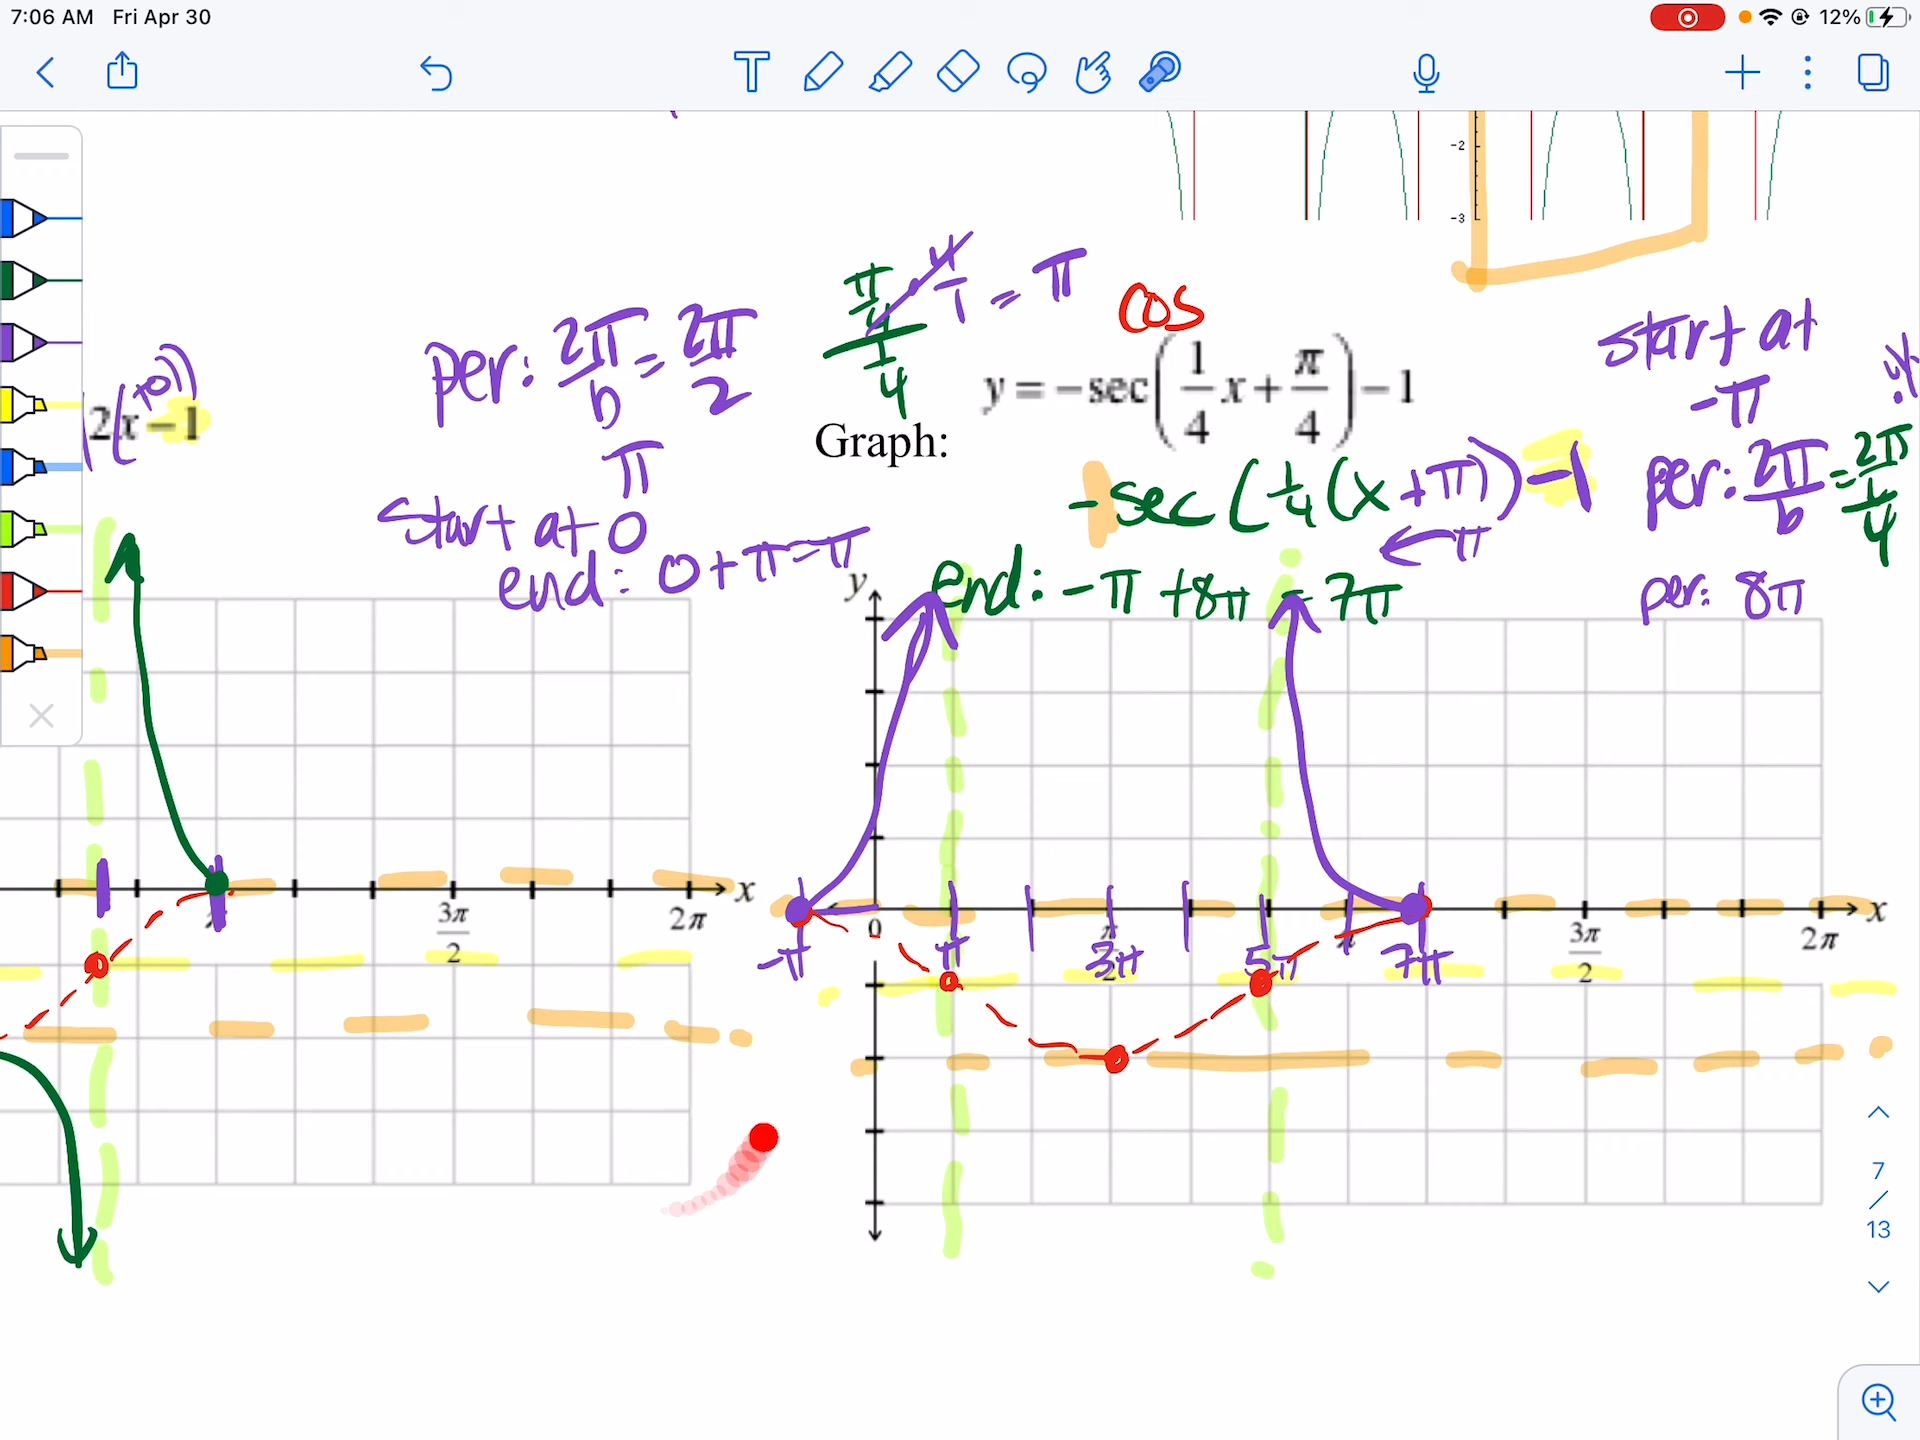 7:06 AM Fri Apr 30
12%
-2
-3
per: 2π/b = 2π/2
π
start at 0
end: 0+π=π
2(x-1
π/4 / 1/4 · 4/1 = π
cos
Graph: y = -sec(1/4 x + π/4) - 1
-sec(1/4(x+π))-1
←π
end: -π+8π = 7π
start at
-π
per: 2π/b = 2π / 1/4
per: 8π
y
x
3π/2
2π
x
0
-π
π
3π
5π
7π
π/2
3π/2
2π
7
/
13